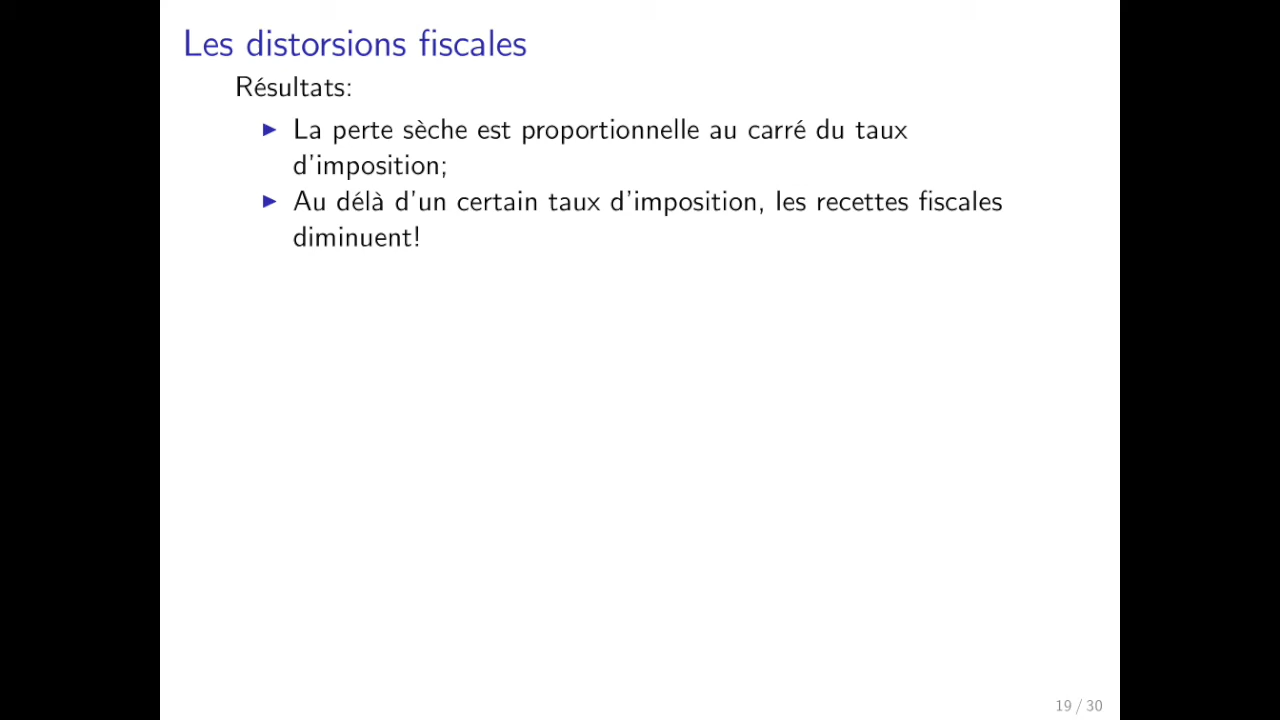 Les distorsions fiscales
Résultats:
La perte sèche est proportionnelle au carré du taux
d'imposition;
Au délà d'un certain taux d'imposition, les recettes fiscales
diminuent!
19 / 30